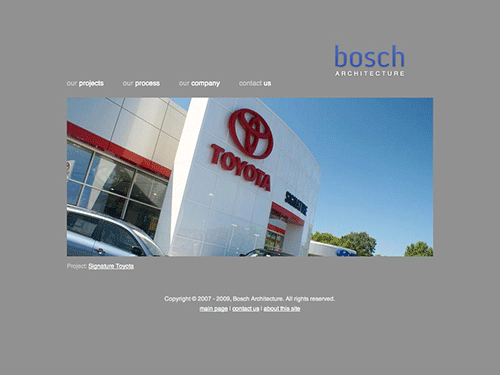 bosch
ARCHITECTURE
our projects our process our company contact us
TOYOTA
SIGNATURE
Project: Signature Toyota
Copyright © 2007 - 2009, Bosch Architecture. All rights reserved.
main page | contact us | about this site